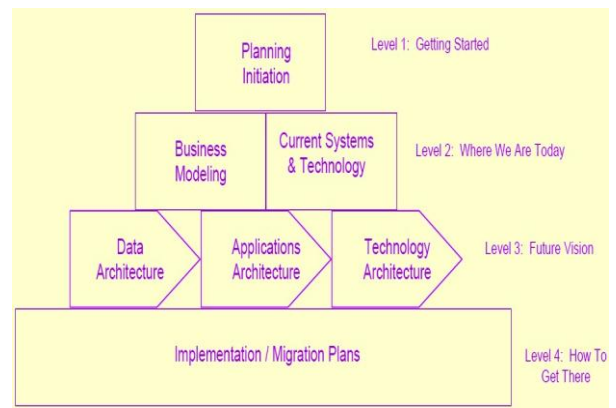 Planning
Initiation
Level 1: Getting Started
Business
Modeling
Current Systems
& Technology
Level 2: Where We Are Today
Data
Architecture
Applications
Architecture
Technology
Architecture
Level 3: Future Vision
Implementation / Migration Plans
Level 4: How To
Get There